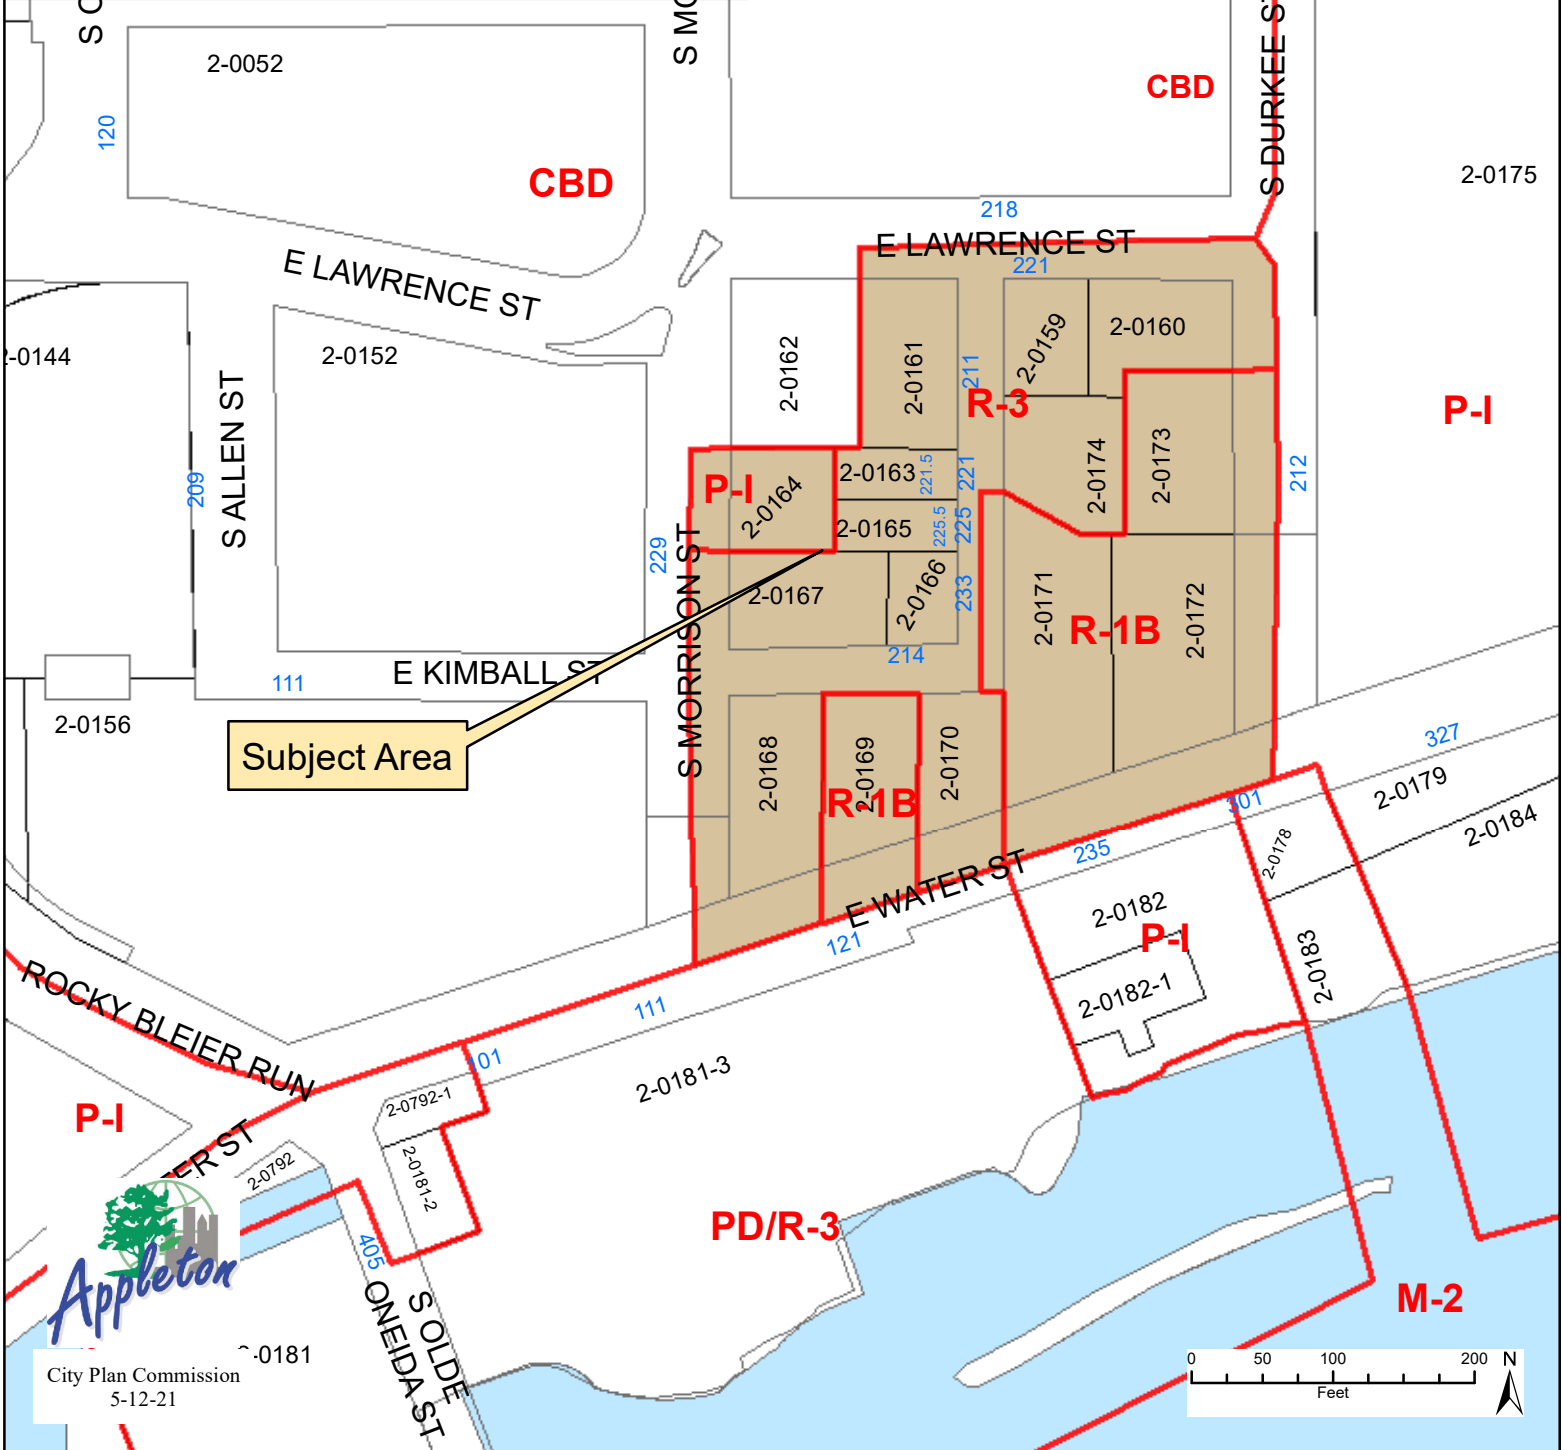 2-0052
120
CBD
CBD
S DURKEE ST
2-0175
218
E LAWRENCE ST
221
E LAWRENCE ST
2-0144
2-0152
2-0162
2-0161
211
2-0159
2-0160
R-3
P-I
S ALLEN ST
209
P-I
2-0164
2-0163
221.5
221
2-0174
2-0173
212
2-0165
225.5
225
229
S MORRISON ST
2-0167
2-0166
233
2-0171
R-1B
2-0172
214
111
E KIMBALL ST
2-0156
Subject Area
2-0168
2-0169
R-1B
2-0170
327
2-0179
2-0184
301
235
2-0178
E WATER ST
2-0182
P-I
121
2-0182-1
2-0183
ROCKY BLEIER RUN
111
101
2-0181-3
P-I
2-0792-1
2-0792
2-0181-2
PD/R-3
405
S OLDE
ONEIDA ST
M-2
Appleton
City Plan Commission
5-12-21
-0181
0 50 100 200
Feet
N